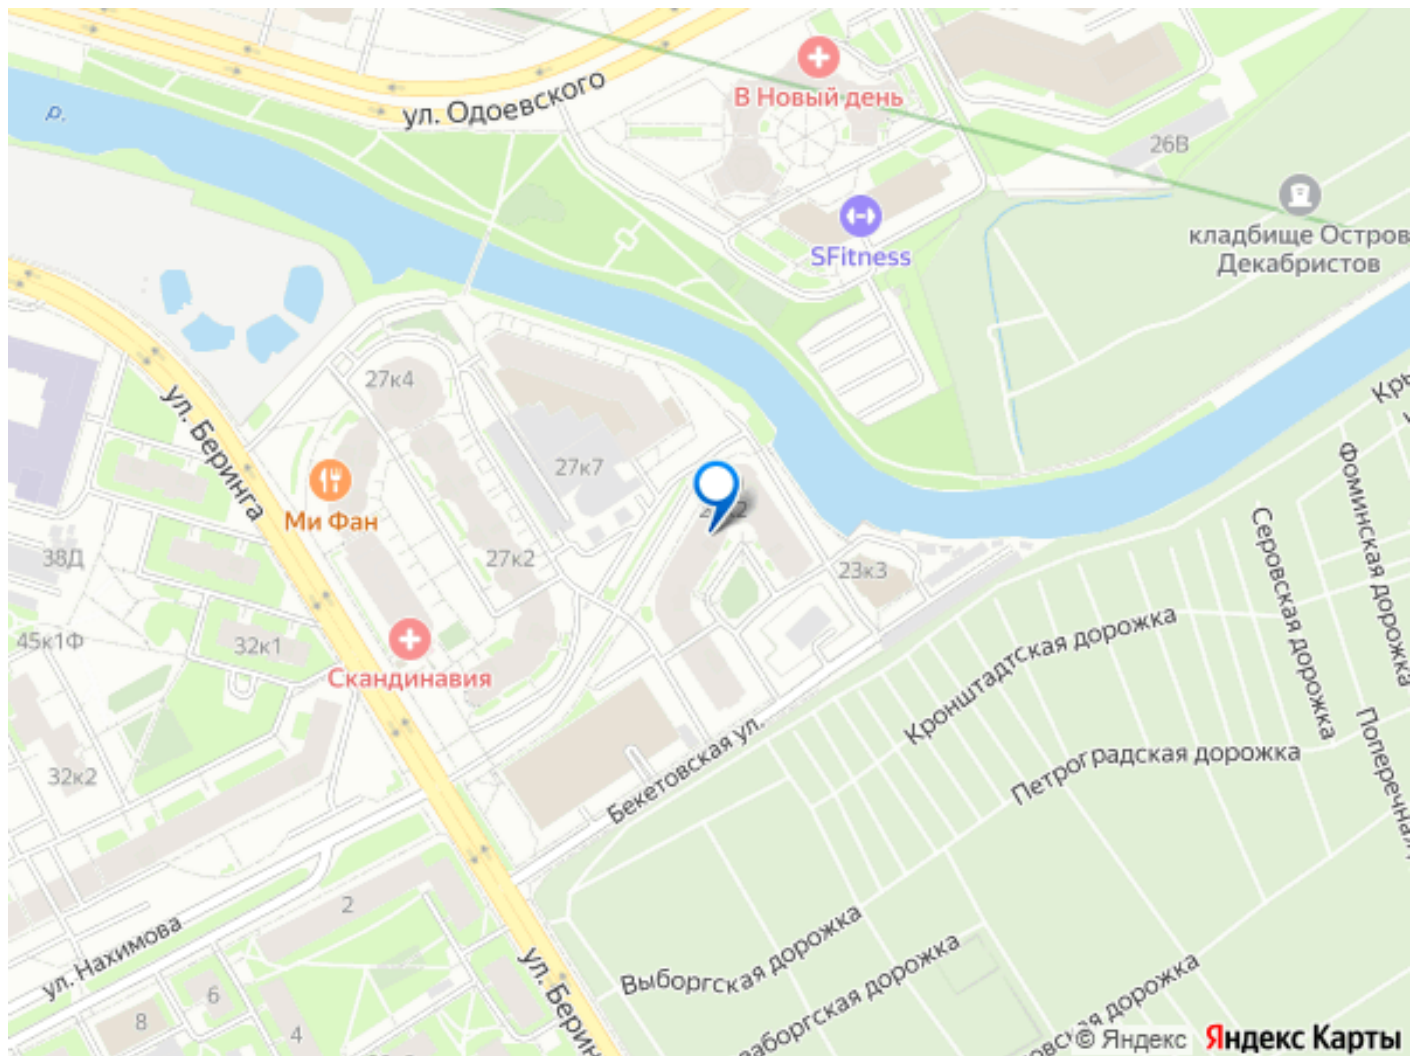 ул. Одоевского
р.
В Новый день
26В
кладбище Остров
Декабристов
SFitness
27к4
ул. Беринга
27к7
Ми Фан
27к2
38Д
23к3
45к1Ф
32к1
Скандинавия
32к2
Фоминская дорожка
Серовская дорожка
Кронштадтская дорожка
Петроградская дорожка
Бекетовская ул.
2
ул. Нахимова
Выборгская дорожка
6
8
4
дорожка
© Яндекс
Яндекс Карты